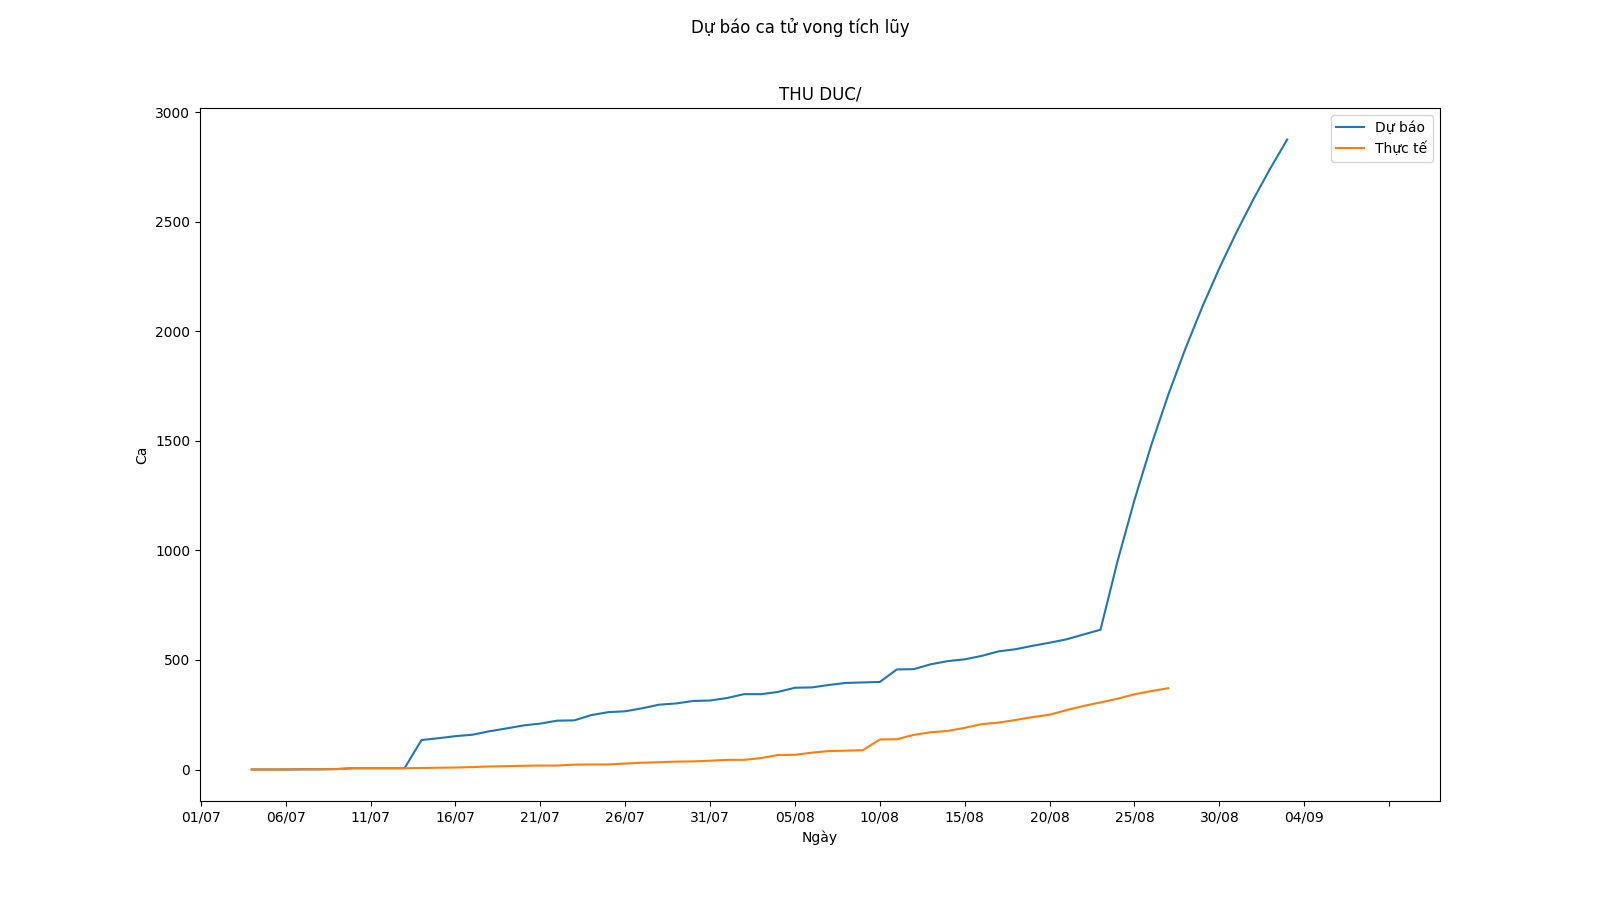 Dự báo ca tử vong tích lũy
THU DUC/
3000
2500
2000
1500
1000
500
0
Ca
Dự báo
Thực tế
01/07 06/07 11/07 16/07 21/07 26/07 31/07 05/08 10/08 15/08 20/08 25/08 30/08 04/09
Ngày